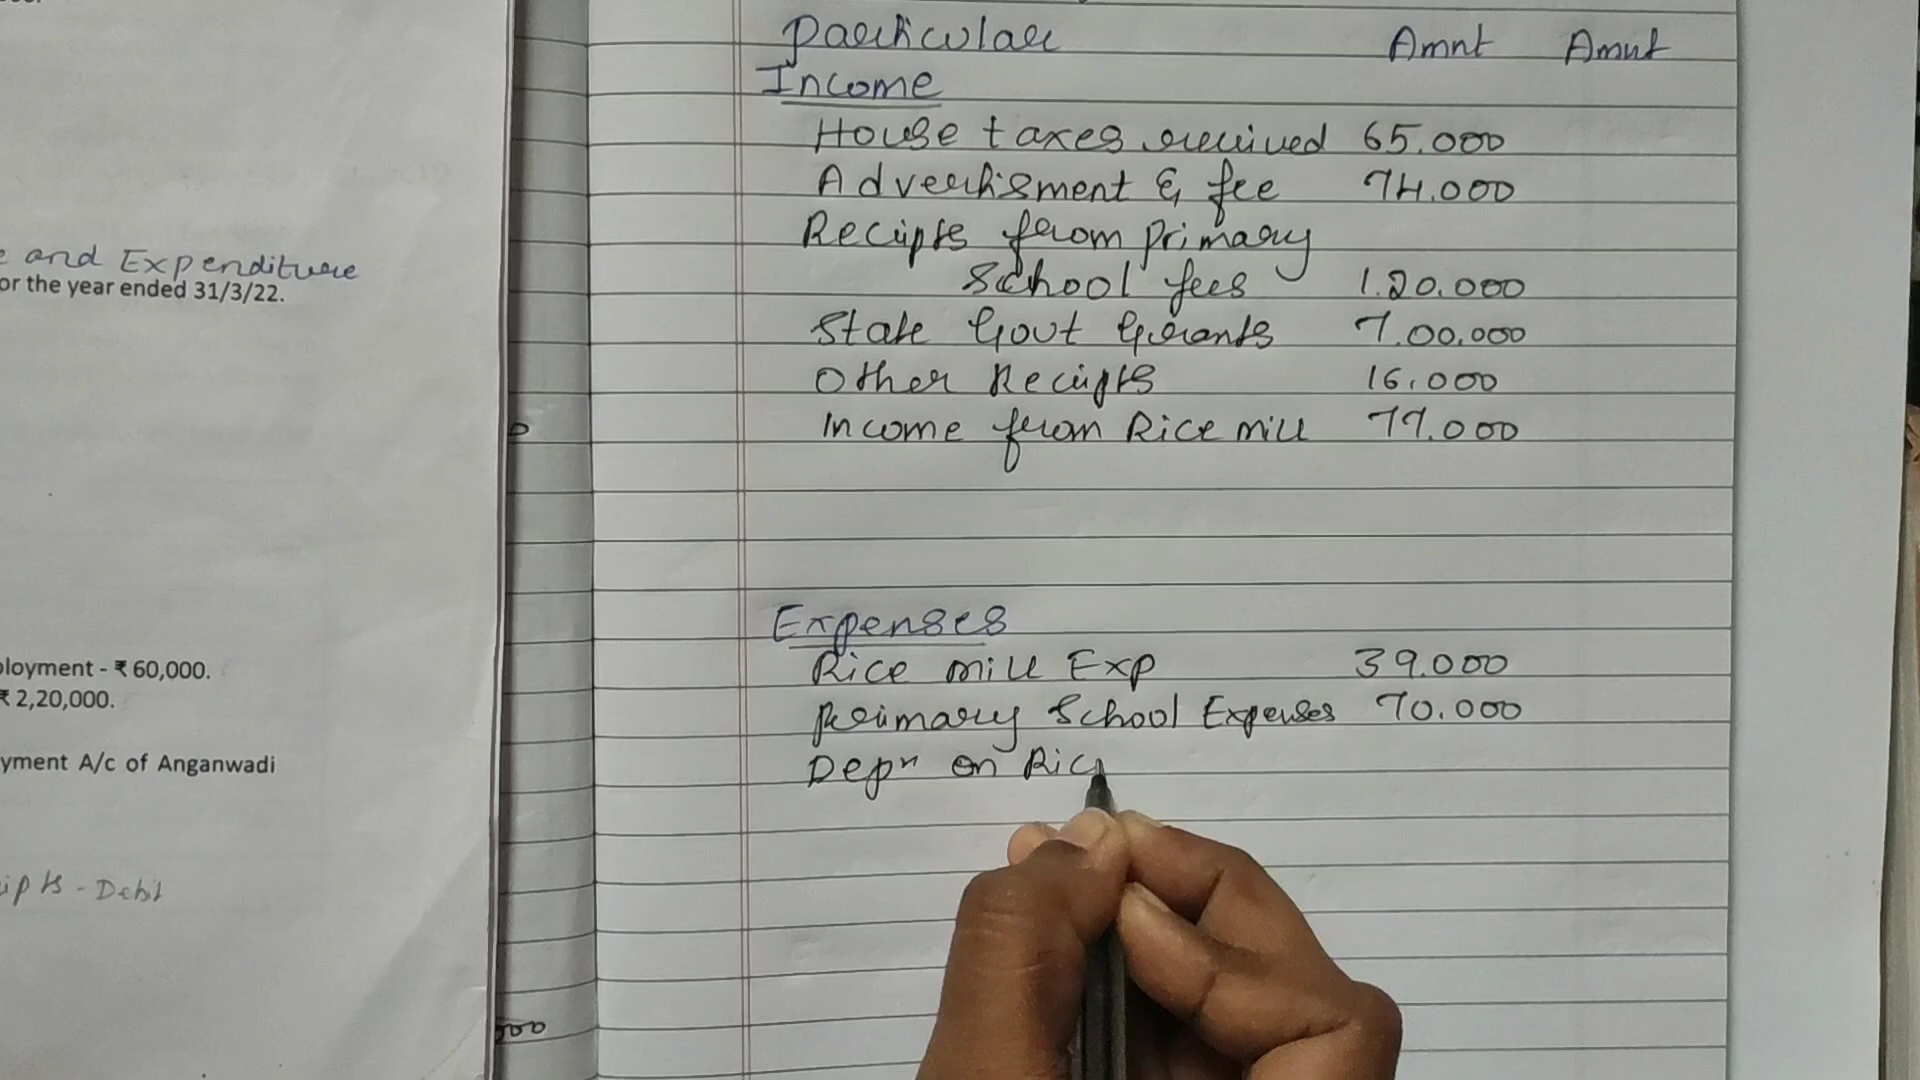 and Expenditure
or the year ended 31/3/22.
ployment - ₹ 60,000.
₹ 2,20,000.
yment A/c of Anganwadi
ipts - Debit
000
Particular Amnt Amnt
Income
House taxes received 65.000
Advertisment & fee 74.000
Recipts from primary
School fees 1.20.000
State Govt Grants 7.00.000
Other Recipts 16.000
Income from Rice mill 77.000
Expenses
Rice mill Exp 39.000
Primary School Expenses 70.000
Depn on Ric